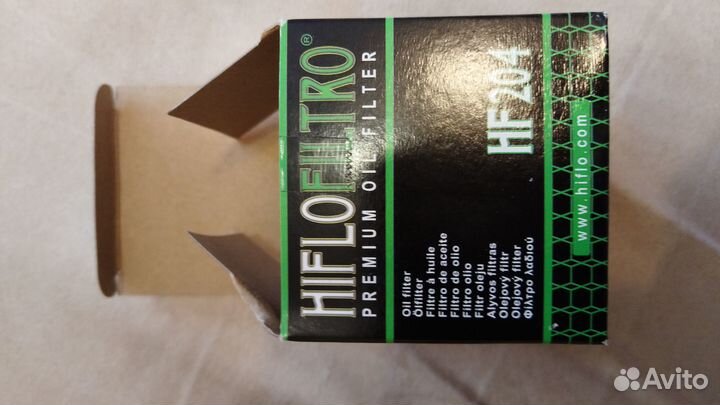 HIFLOFILTRO®
PREMIUM OIL FILTER
Oil filter
Ölfilter
Filtre à huile
Filtro de aceite
Filtro de olio
Filtro olio
Filtr oleju
Alyvos filtras
Olejový filtr
Olejový filter
Φίλτρο λαδιού
HF204
www.hiflo.com
Avito